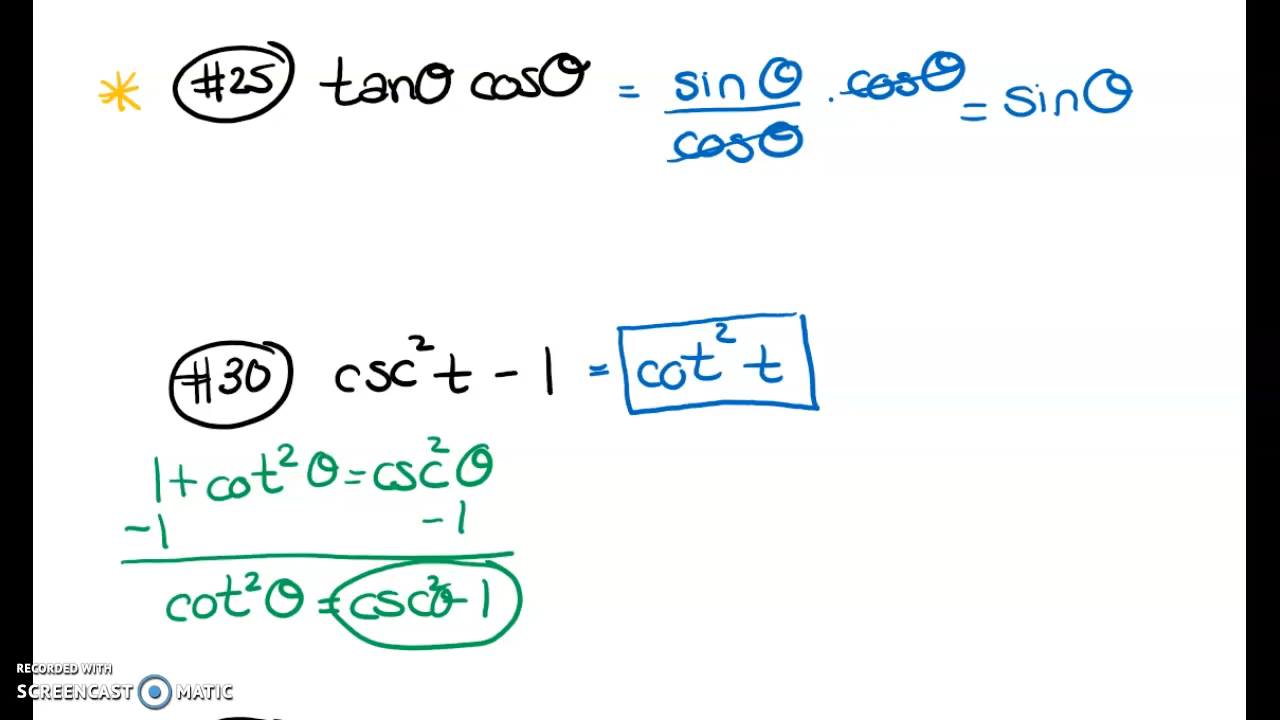 * #25 tanθ cosθ = sinθ/cosθ · cosθ = sinθ
#30 csc²t - 1 = cot²t
1 + cot²θ = csc²θ
-1 -1
cot²θ = csc²θ - 1
RECORDED WITH
SCREENCAST MATIC